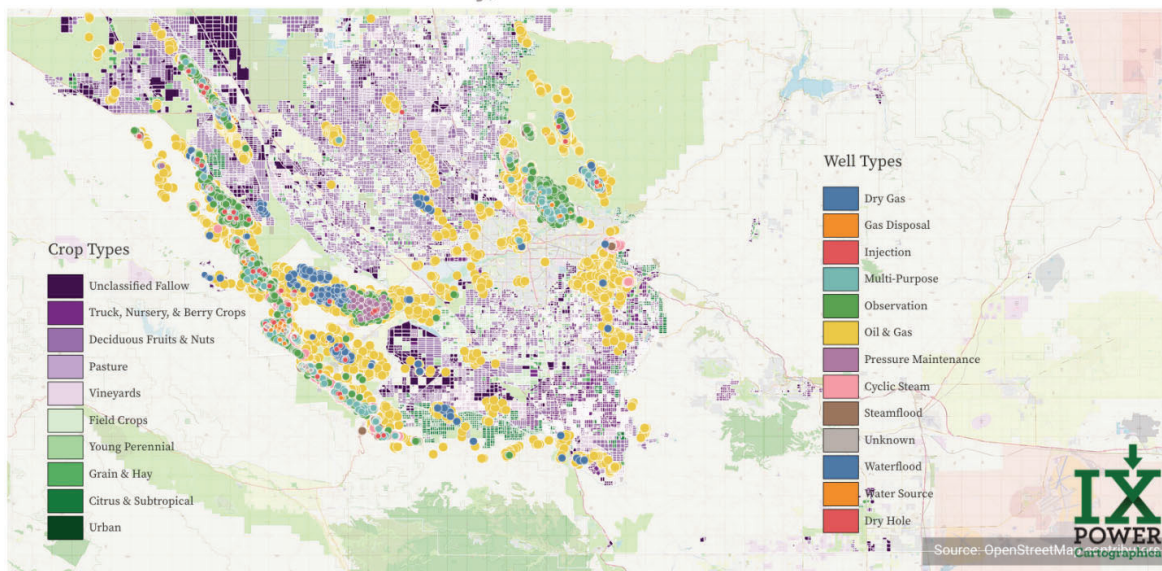 Crop Types
Unclassified Fallow
Truck, Nursery, & Berry Crops
Deciduous Fruits & Nuts
Pasture
Vineyards
Field Crops
Young Perennial
Grain & Hay
Citrus & Subtropical
Urban
Well Types
Dry Gas
Gas Disposal
Injection
Multi-Purpose
Observation
Oil & Gas
Pressure Maintenance
Cyclic Steam
Steamflood
Unknown
Waterflood
Water Source
Dry Hole
IX
POWER
Cartographica
Source: OpenStreetMap contributors